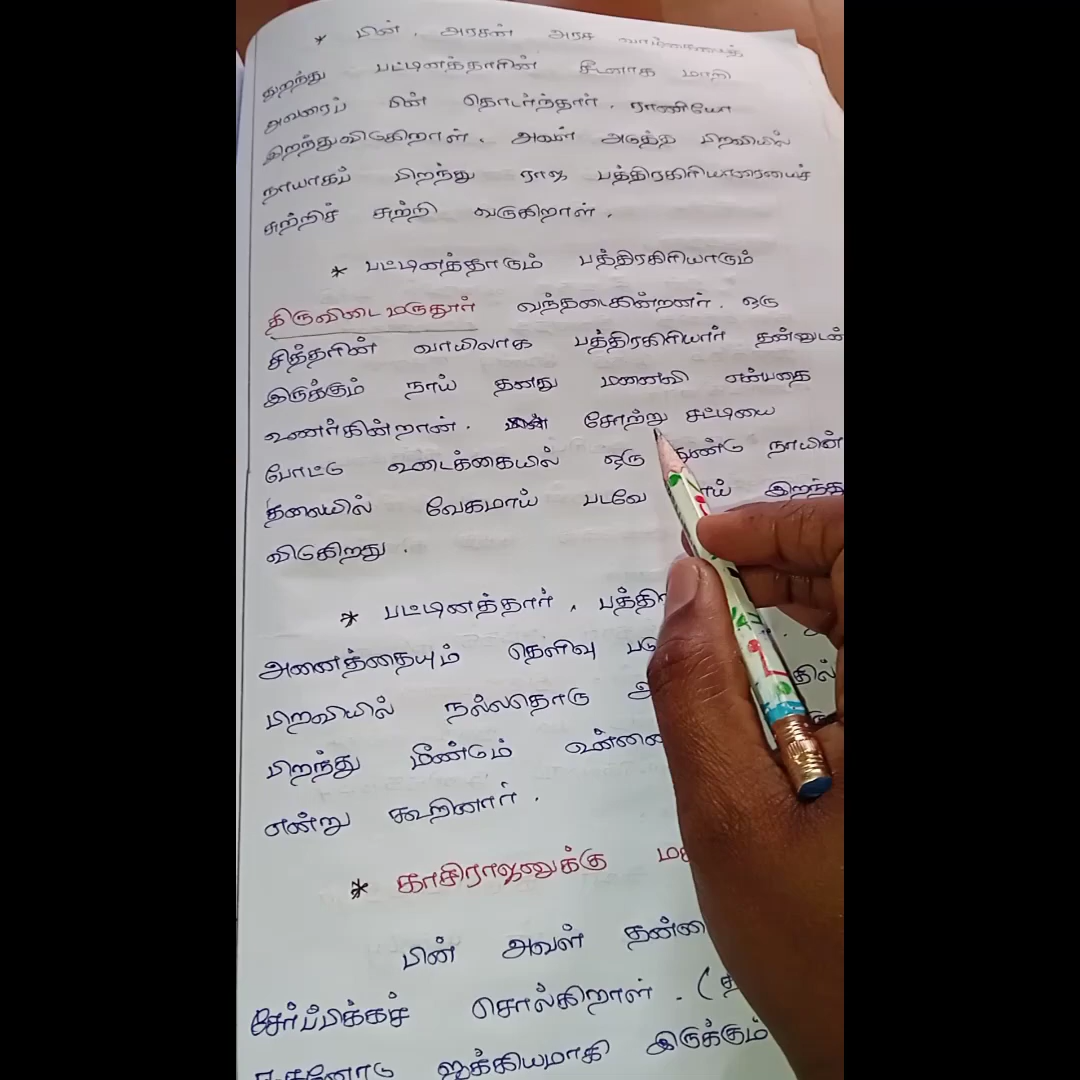 * பின், அரசன் அரச வாழ்க்கையைத்
துறந்து பட்டினத்தாரின் சீடனாக மாறி
அவரைப் பின் தொடர்ந்தார். ராணியோ
இறந்துவிடுகிறாள். அவள் அடுத்த பிறவியில்
நாயாகப் பிறந்து ராஜ பத்திரகிரியாரையைச்
சுற்றிச் சுற்றி வருகிறாள்.
* பட்டினத்தாரும் பத்திரகிரியாரும்
திருவிடைமருதூர் வந்தடைகின்றனர். ஒரு
சித்தரின் வாயிலாக பத்திரகிரியார் தன்னுடன்
இருக்கும் நாய் தனது மனைவி என்பதை
உணர்கின்றான். சோற்று சட்டியை
போட்டு உடைக்கையில் ஒரு துண்டு நாயின்
தலையில் வேகமாய் படவே நாய் இறந்து
விடுகிறது.
* பட்டினத்தார், பத்தி
அனைத்தையும் தெளிவு படு
பிறவியில் நல்லதொரு தில்
பிறந்து மீண்டும்
என்று கூறினார்.
* காசிராஜனுக்கு ம
பின் அவள் தன்னை
சேர்ப்பிக்கச் சொல்கிறாள். (
ஐக்கியமாகி இருக்கும்